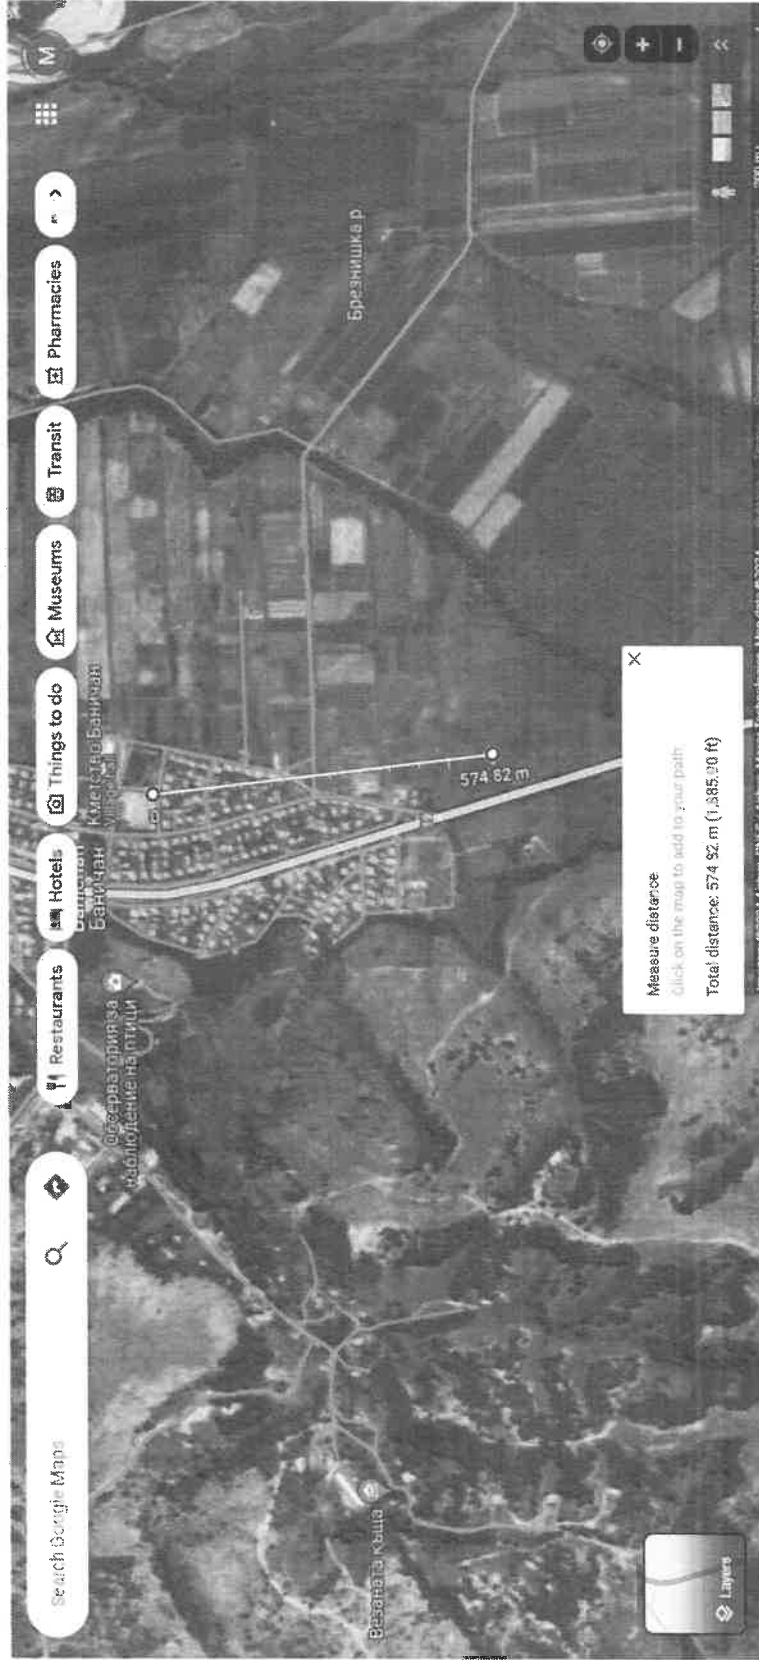 Search Google Maps
Restaurants
Hotels
Things to do
Museums
Transit
Pharmacies
M
Обсерватория за
наблюдение на птици
Баничан
Кметство Баничан
Брезнишка р
Везаната къща
574.82 m
Measure distance
Click on the map to add to your path
Total distance: 574.82 m
Layers